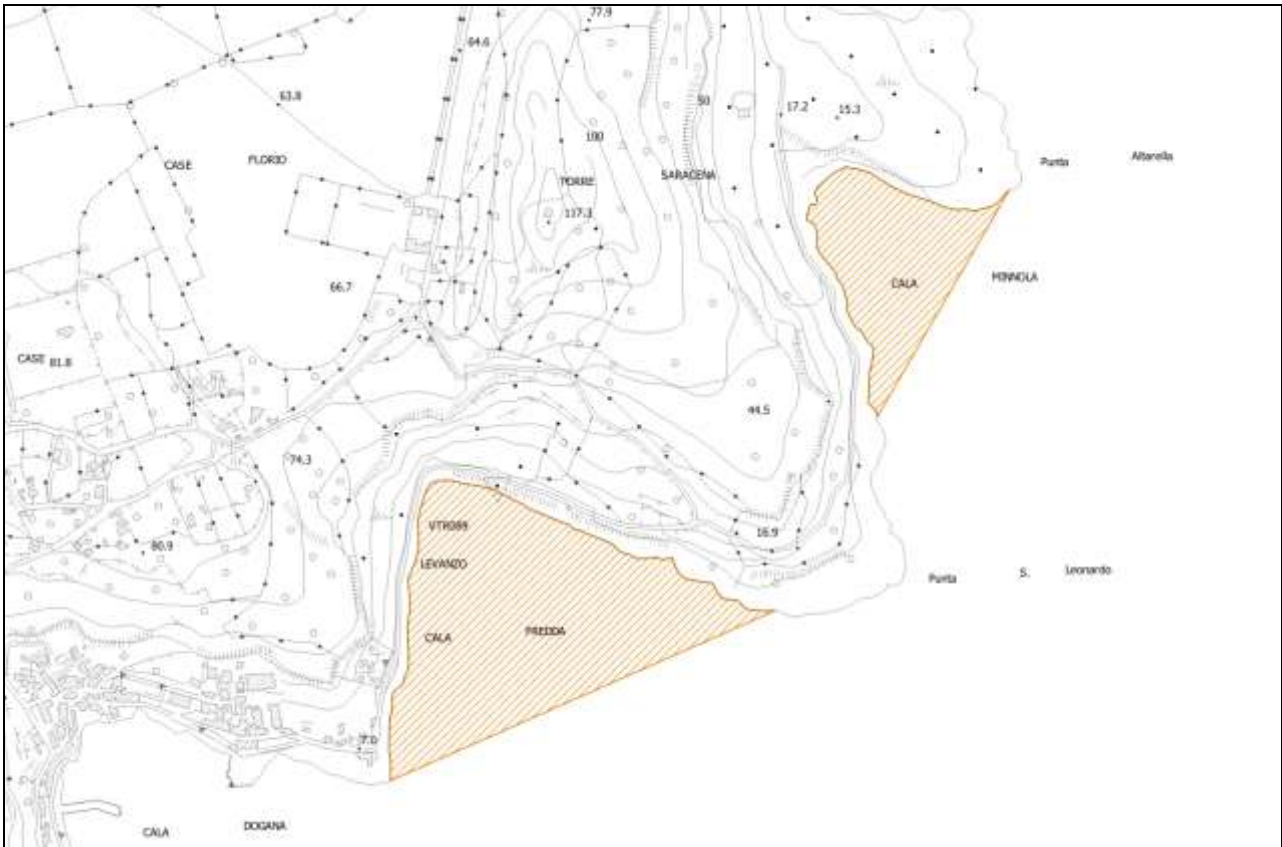 77.9
64.6
63.8
50
17.2
15.3
100
Punta Altarella
CASE FLORIO
TORRE SARACENA
117.3
CALA MINNOLA
66.7
CASE 81.8
44.5
74.3
VTR089
16.9
80.9
LEVANZO
Punta S. Leonardo
CALA FREDDA
7.0
CALA DOGANA